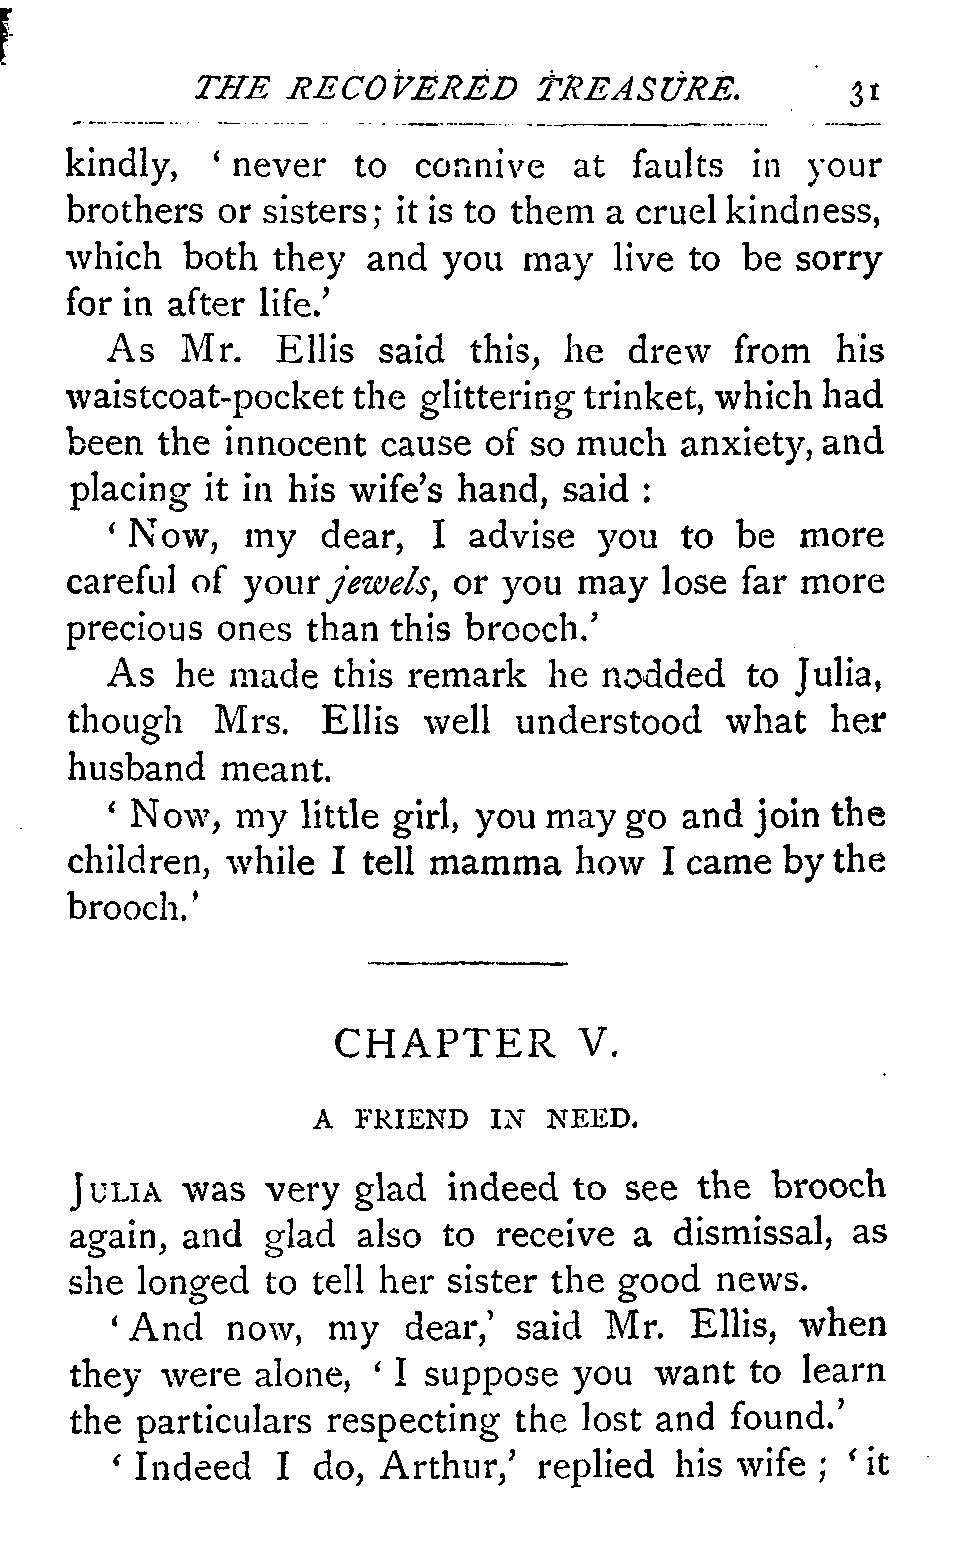 THE RECOVERED TREASURE. 31
kindly, ‘ never to connive at faults in your
brothers or sisters; it is to them a cruel kindness,
which both they and you may live to be sorry
for in after life.’
As Mr. Ellis said this, he drew from his
waistcoat-pocket the glittering trinket, which had
been the innocent cause of so much anxiety, and
placing it in his wife’s hand, said :
‘ Now, my dear, I advise you to be more
careful of your jewels, or you may lose far more
precious ones than this brooch.’
As he made this remark he nodded to Julia,
though Mrs. Ellis well understood what her
husband meant.
‘ Now, my little girl, you may go and join the
children, while I tell mamma how I came by the
brooch.’
CHAPTER V.
A FRIEND IN NEED.
JULIA was very glad indeed to see the brooch
again, and glad also to receive a dismissal, as
she longed to tell her sister the good news.
‘ And now, my dear,’ said Mr. Ellis, when
they were alone, ‘ I suppose you want to learn
the particulars respecting the lost and found.’
‘ Indeed I do, Arthur,’ replied his wife ; ‘ it